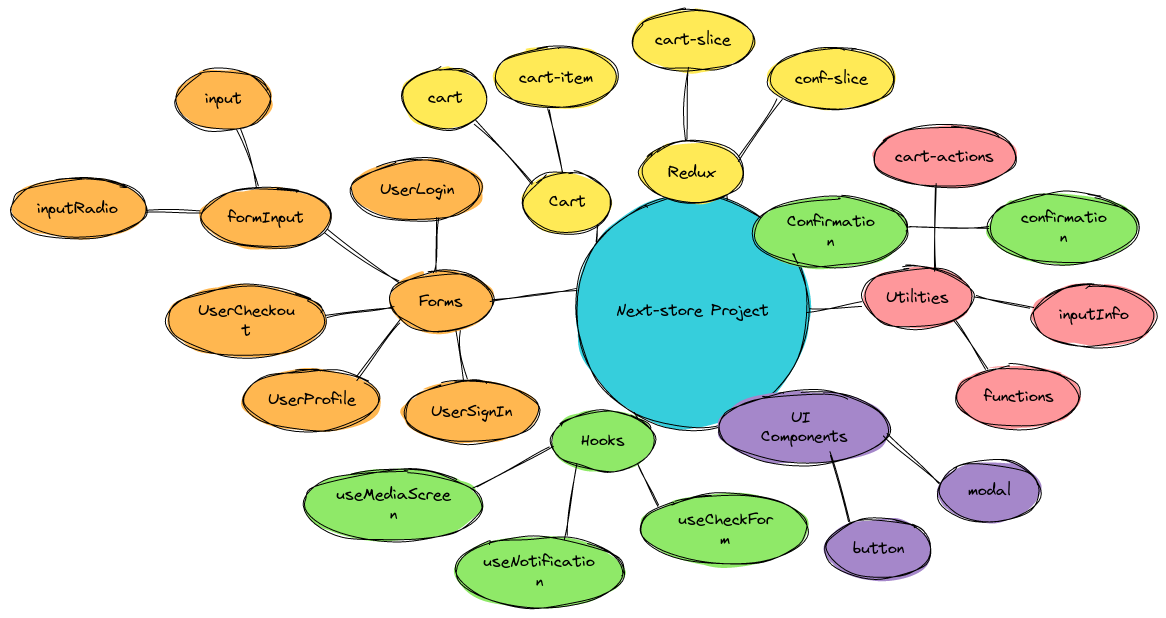 cart-slice
cart-item
conf-slice
cart
input
cart-actions
Redux
UserLogin
Cart
inputRadio
formInput
Confirmatio
n
confirmatio
n
Forms
Utilities
Next-store Project
UserCheckou
t
inputInfo
UserProfile
UserSignIn
functions
UI
Components
Hooks
useMediaScree
n
modal
useCheckFor
m
button
useNotificatio
n